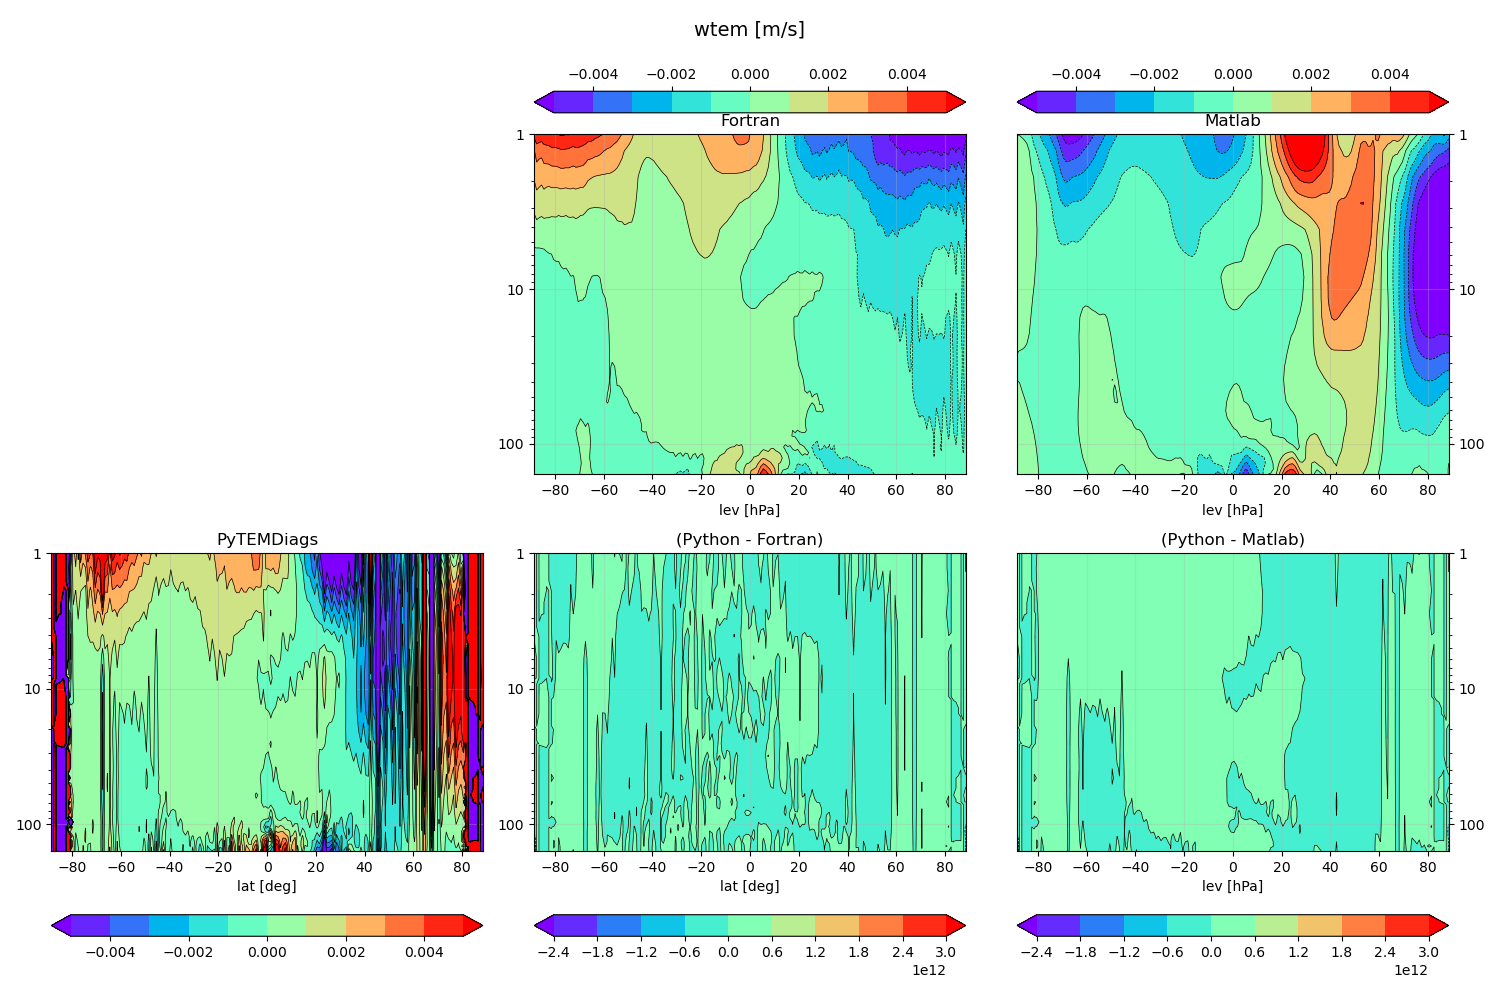 wtem [m/s]
−0.004 −0.002 0.000 0.002 0.004
−0.004 −0.002 0.000 0.002 0.004
Fortran
Matlab
1
10
100
1
10
100
−80 −60 −40 −20 0 20 40 60 80
−80 −60 −40 −20 0 20 40 60 80
lev [hPa]
lev [hPa]
PyTEMDiags
(Python - Fortran)
(Python - Matlab)
1
10
100
1
10
100
1
10
100
−80 −60 −40 −20 0 20 40 60 80
−80 −60 −40 −20 0 20 40 60 80
−80 −60 −40 −20 0 20 40 60 80
lat [deg]
lat [deg]
lev [hPa]
−0.004 −0.002 0.000 0.002 0.004
−2.4 −1.8 −1.2 −0.6 0.0 0.6 1.2 1.8 2.4 3.0
−2.4 −1.8 −1.2 −0.6 0.0 0.6 1.2 1.8 2.4 3.0
1e12
1e12